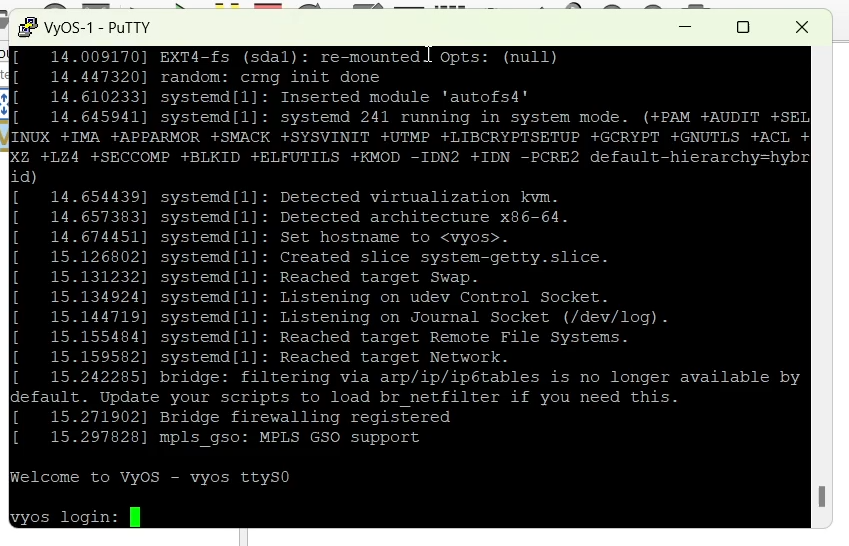 VyOS-1 - PuTTY
[   14.009170] EXT4-fs (sda1): re-mounted. Opts: (null)
[   14.447320] random: crng init done
[   14.610233] systemd[1]: Inserted module 'autofs4'
[   14.645941] systemd[1]: systemd 241 running in system mode. (+PAM +AUDIT +SEL
INUX +IMA +APPARMOR +SMACK +SYSVINIT +UTMP +LIBCRYPTSETUP +GCRYPT +GNUTLS +ACL +
XZ +LZ4 +SECCOMP +BLKID +ELFUTILS +KMOD -IDN2 +IDN -PCRE2 default-hierarchy=hybr
id)
[   14.654439] systemd[1]: Detected virtualization kvm.
[   14.657383] systemd[1]: Detected architecture x86-64.
[   14.674451] systemd[1]: Set hostname to <vyos>.
[   15.126802] systemd[1]: Created slice system-getty.slice.
[   15.131232] systemd[1]: Reached target Swap.
[   15.134924] systemd[1]: Listening on udev Control Socket.
[   15.144719] systemd[1]: Listening on Journal Socket (/dev/log).
[   15.155484] systemd[1]: Reached target Remote File Systems.
[   15.159582] systemd[1]: Reached target Network.
[   15.242285] bridge: filtering via arp/ip/ip6tables is no longer available by
default. Update your scripts to load br_netfilter if you need this.
[   15.271902] Bridge firewalling registered
[   15.297828] mpls_gso: MPLS GSO support
Welcome to VyOS - vyos ttyS0
vyos login: